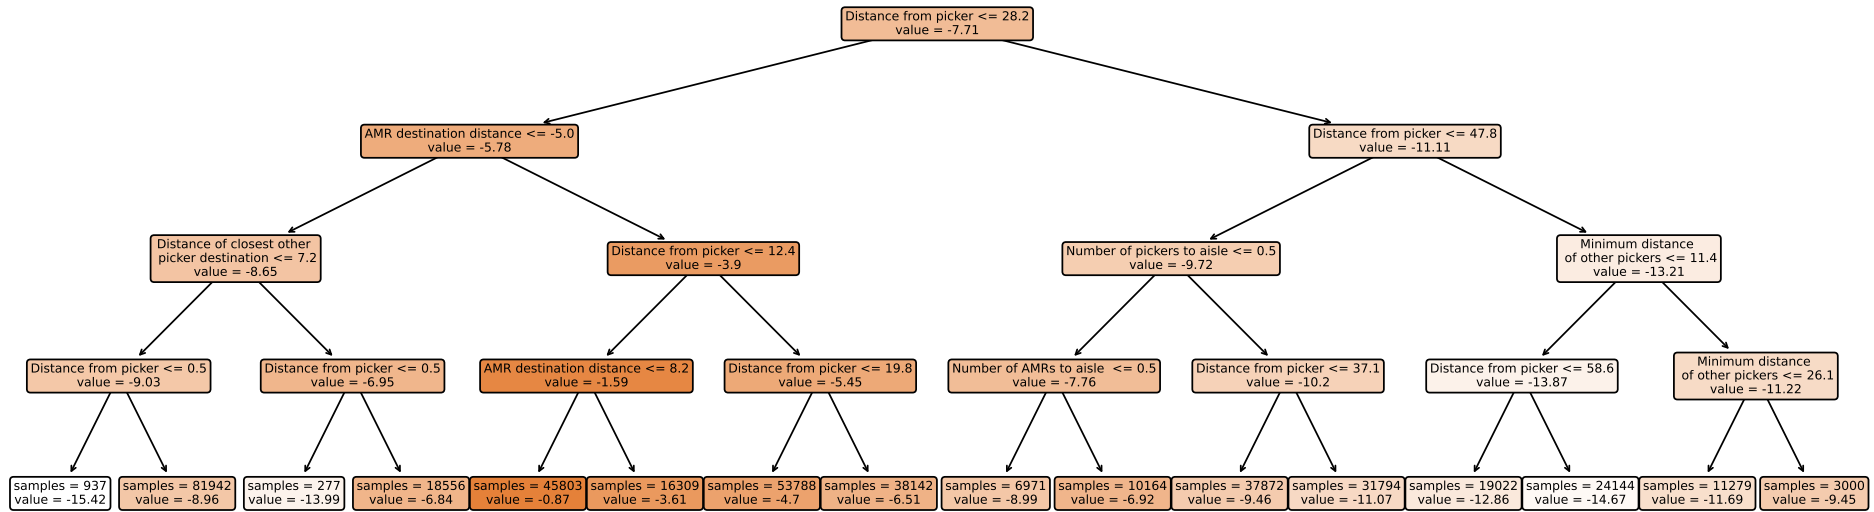 Distance from picker <= 28.2
value = -7.71
AMR destination distance <= -5.0
value = -5.78
Distance from picker <= 47.8
value = -11.11
Distance of closest other
picker destination <= 7.2
value = -8.65
Distance from picker <= 12.4
value = -3.9
Number of pickers to aisle <= 0.5
value = -9.72
Minimum distance
of other pickers <= 11.4
value = -13.21
Distance from picker <= 0.5
value = -9.03
Distance from picker <= 0.5
value = -6.95
AMR destination distance <= 8.2
value = -1.59
Distance from picker <= 19.8
value = -5.45
Number of AMRs to aisle  <= 0.5
value = -7.76
Distance from picker <= 37.1
value = -10.2
Distance from picker <= 58.6
value = -13.87
Minimum distance
of other pickers <= 26.1
value = -11.22
samples = 937
value = -15.42
samples = 81942
value = -8.96
samples = 277
value = -13.99
samples = 18556
value = -6.84
samples = 45803
value = -0.87
samples = 16309
value = -3.61
samples = 53788
value = -4.7
samples = 38142
value = -6.51
samples = 6971
value = -8.99
samples = 10164
value = -6.92
samples = 37872
value = -9.46
samples = 31794
value = -11.07
samples = 19022
value = -12.86
samples = 24144
value = -14.67
samples = 11279
value = -11.69
samples = 3000
value = -9.45